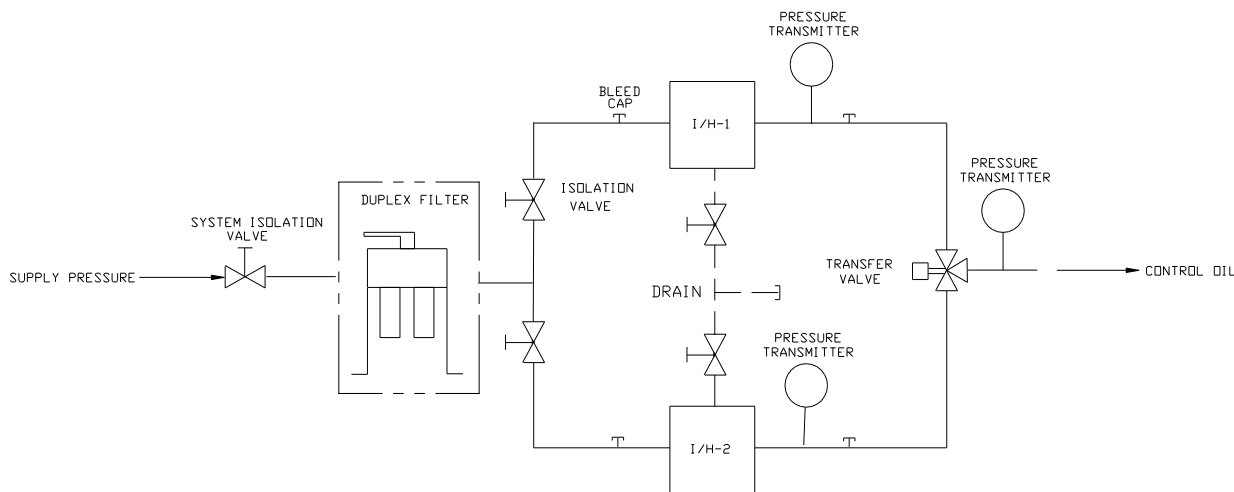 PRESSURE
TRANSMITTER
BLEED
CAP
I/H-1
PRESSURE
TRANSMITTER
DUPLEX FILTER
ISOLATION
VALVE
SYSTEM ISOLATION
VALVE
SUPPLY PRESSURE
TRANSFER
VALVE
CONTROL OIL
DRAIN
PRESSURE
TRANSMITTER
I/H-2